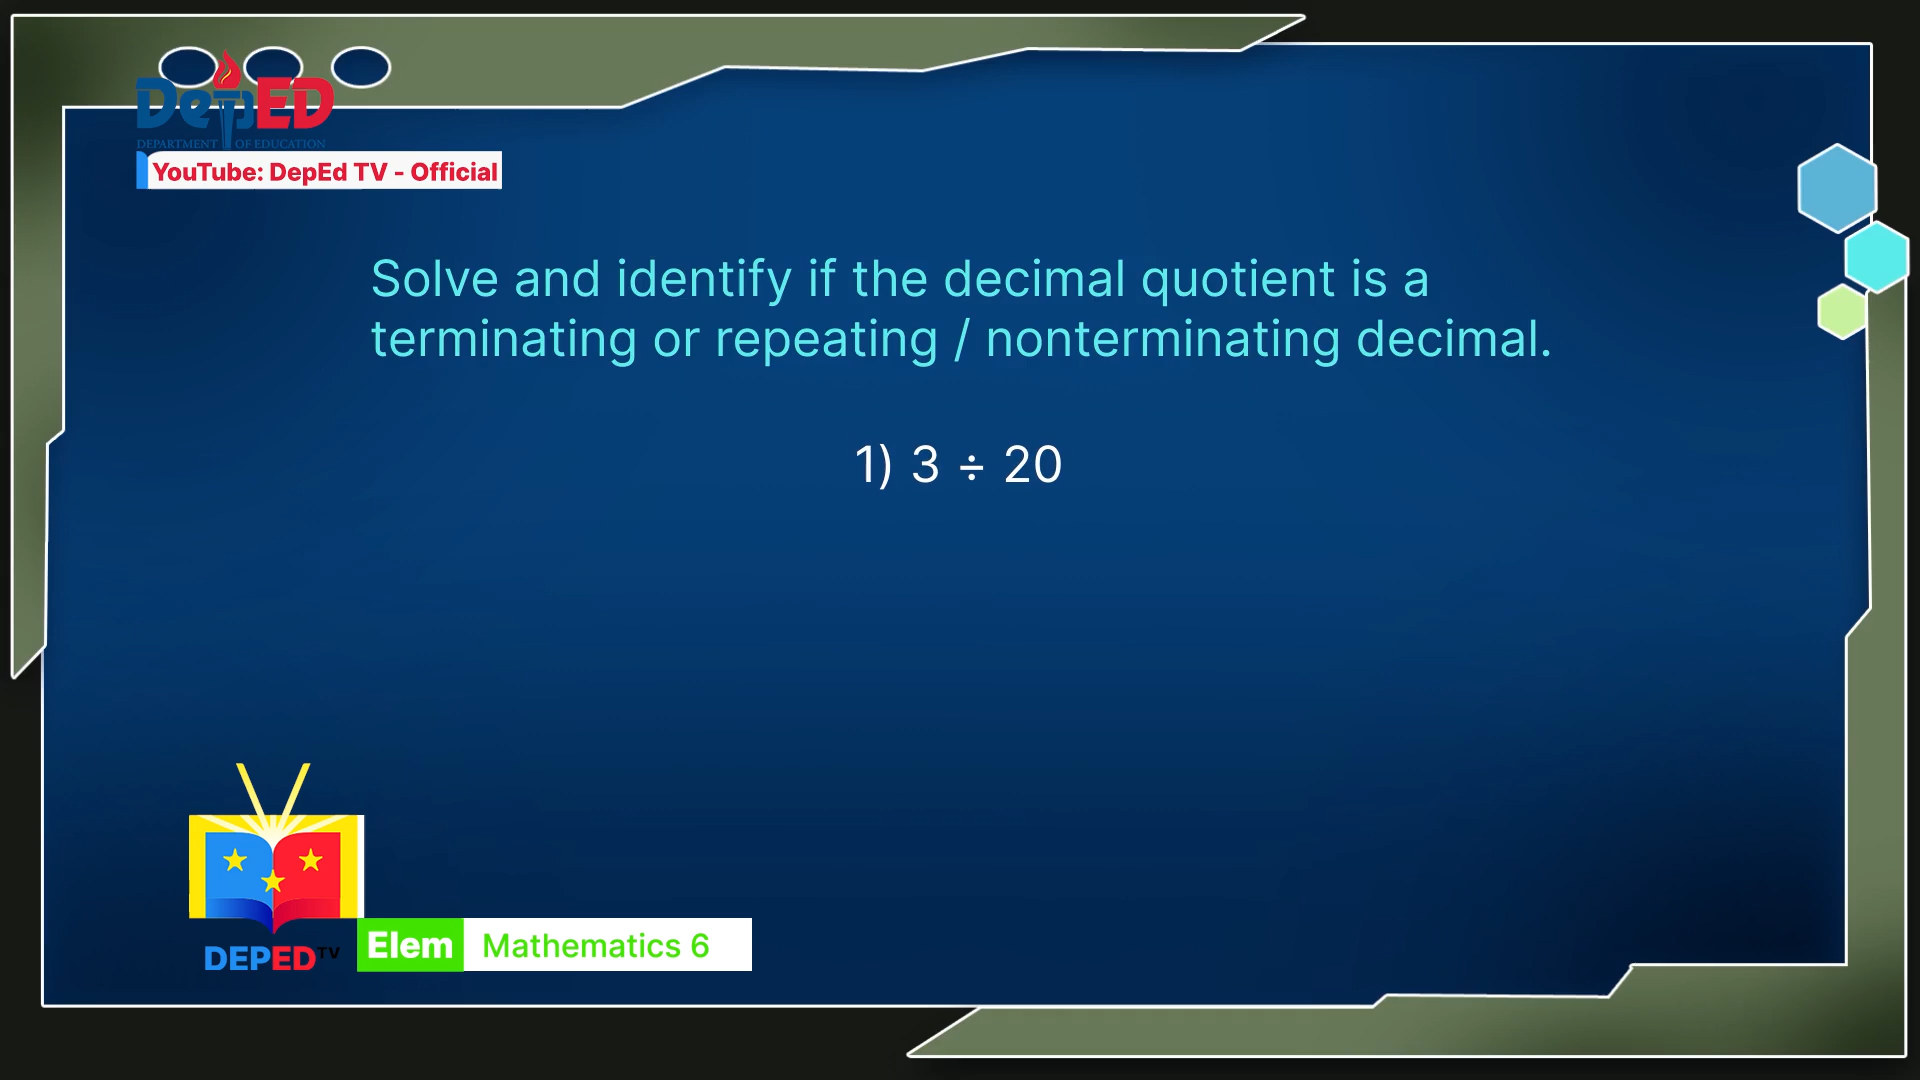 DepED
DEPARTMENT OF EDUCATION
YouTube: DepEd TV - Official
Solve and identify if the decimal quotient is a
terminating or repeating / nonterminating decimal.
1) 3 ÷ 20
DEPED TV
Elem Mathematics 6